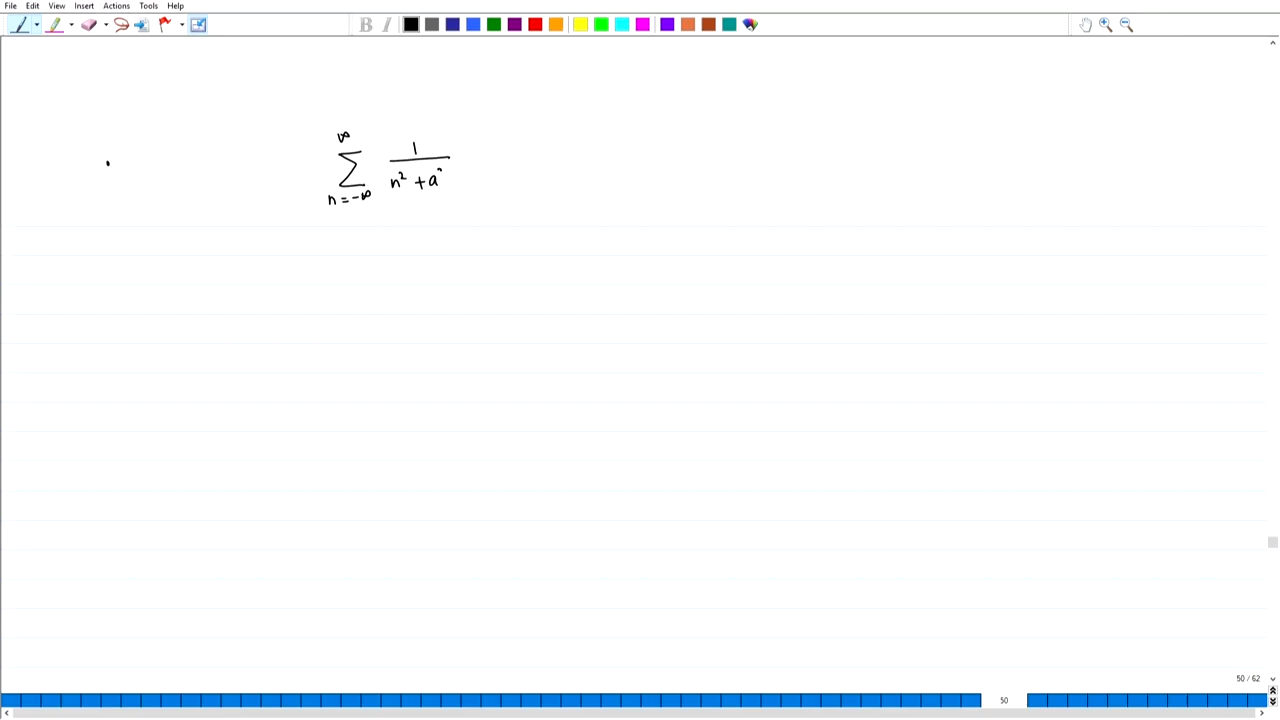 File Edit View Insert Actions Tools Help
B I
∞
∑ 1/(n² + a²)
n = -∞
50 / 62
50